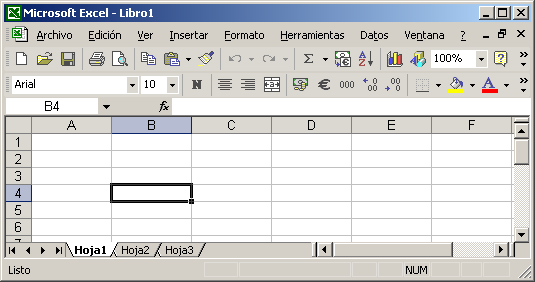 Microsoft Excel - Libro1
Archivo Edición Ver Insertar Formato Herramientas Datos Ventana ?
Σ 100%
Arial 10 N € 000
B4 fx
A B C D E F
1
2
3
4
5
6
Hoja1 Hoja2 Hoja3
Listo NUM